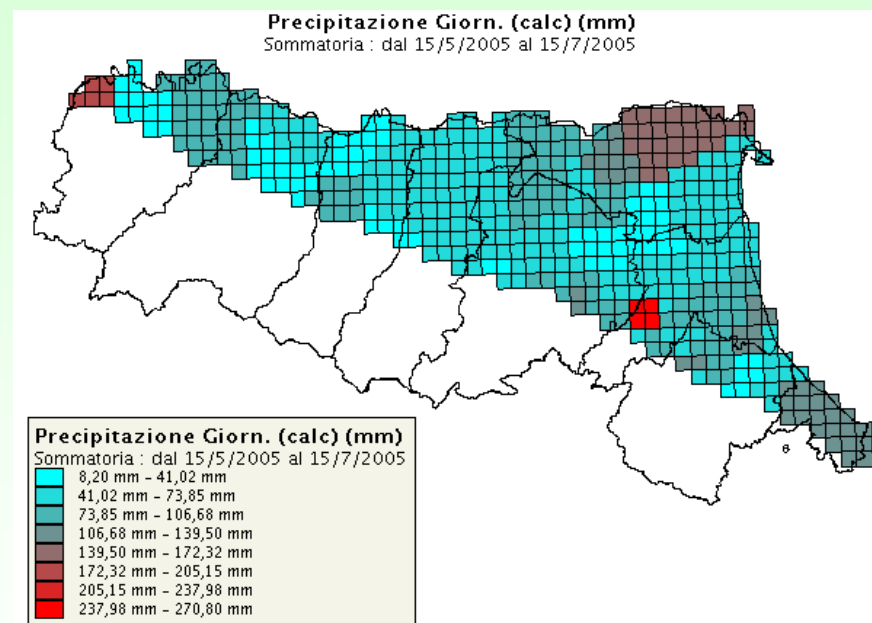 Precipitazione Giorn. (calc) (mm)
Sommatoria : dal 15/5/2005 al 15/7/2005
Precipitazione Giorn. (calc) (mm)
Sommatoria : dal 15/5/2005 al 15/7/2005
8,20 mm - 41,02 mm
41,02 mm - 73,85 mm
73,85 mm - 106,68 mm
106,68 mm - 139,50 mm
139,50 mm - 172,32 mm
172,32 mm - 205,15 mm
205,15 mm - 237,98 mm
237,98 mm - 270,80 mm